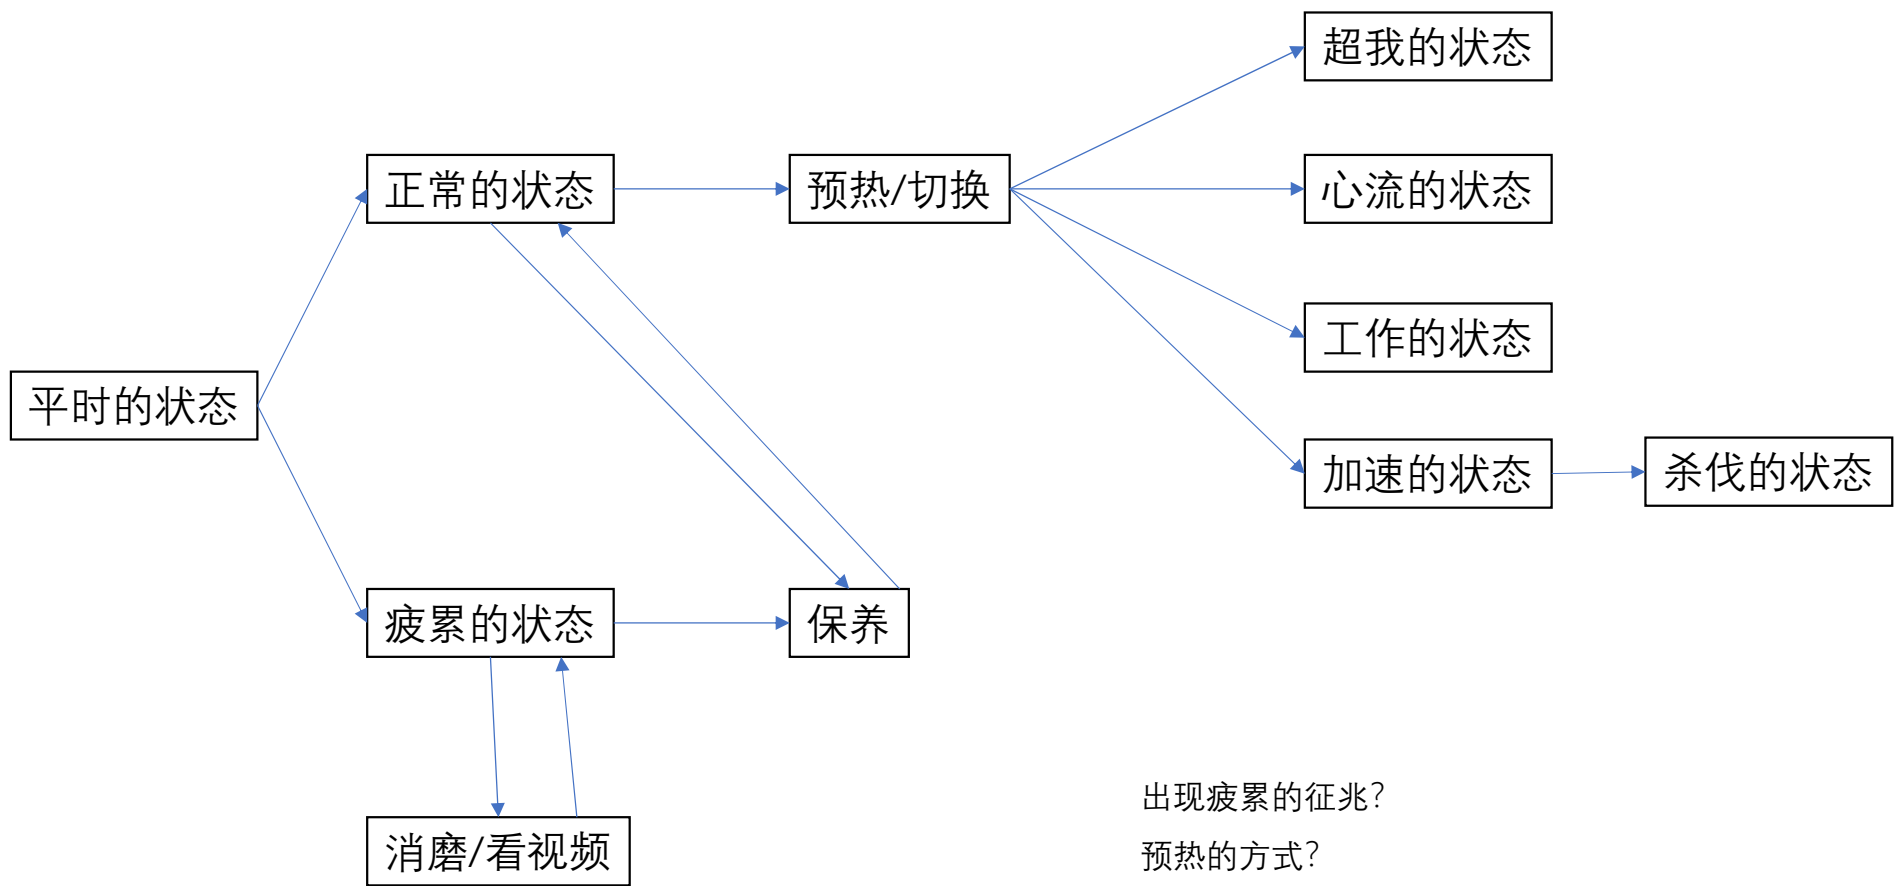 超我的状态
正常的状态
预热/切换
心流的状态
工作的状态
平时的状态
加速的状态
杀伐的状态
疲累的状态
保养
消磨/看视频
出现疲累的征兆？
预热的方式？